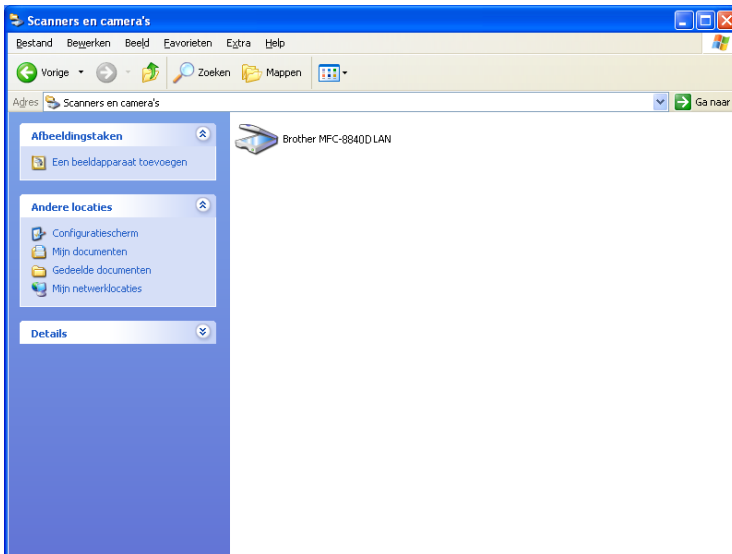 Scanners en camera's
Bestand Bewerken Beeld Favorieten Extra Help
Vorige Zoeken Mappen
Adres Scanners en camera's Ga naar
Afbeeldingstaken
Een beeldapparaat toevoegen
Andere locaties
Configuratiescherm
Mijn documenten
Gedeelde documenten
Mijn netwerklocaties
Details
Brother MFC-8840D LAN